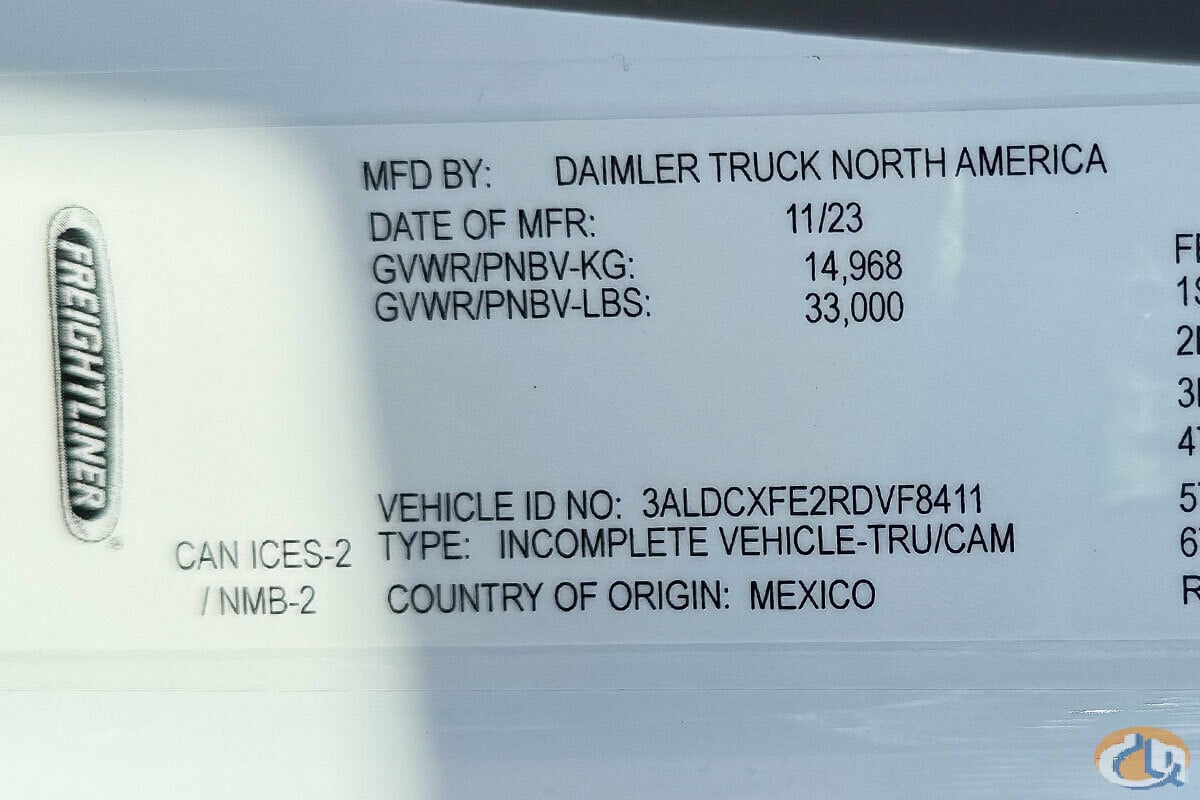 FREIGHTLINER
MFD BY: DAIMLER TRUCK NORTH AMERICA
DATE OF MFR: 11/23
GVWR/PNBV-KG: 14,968
GVWR/PNBV-LBS: 33,000
VEHICLE ID NO: 3ALDCXFE2RDVF8411
TYPE: INCOMPLETE VEHICLE-TRU/CAM
COUNTRY OF ORIGIN: MEXICO
CAN ICES-2
/ NMB-2